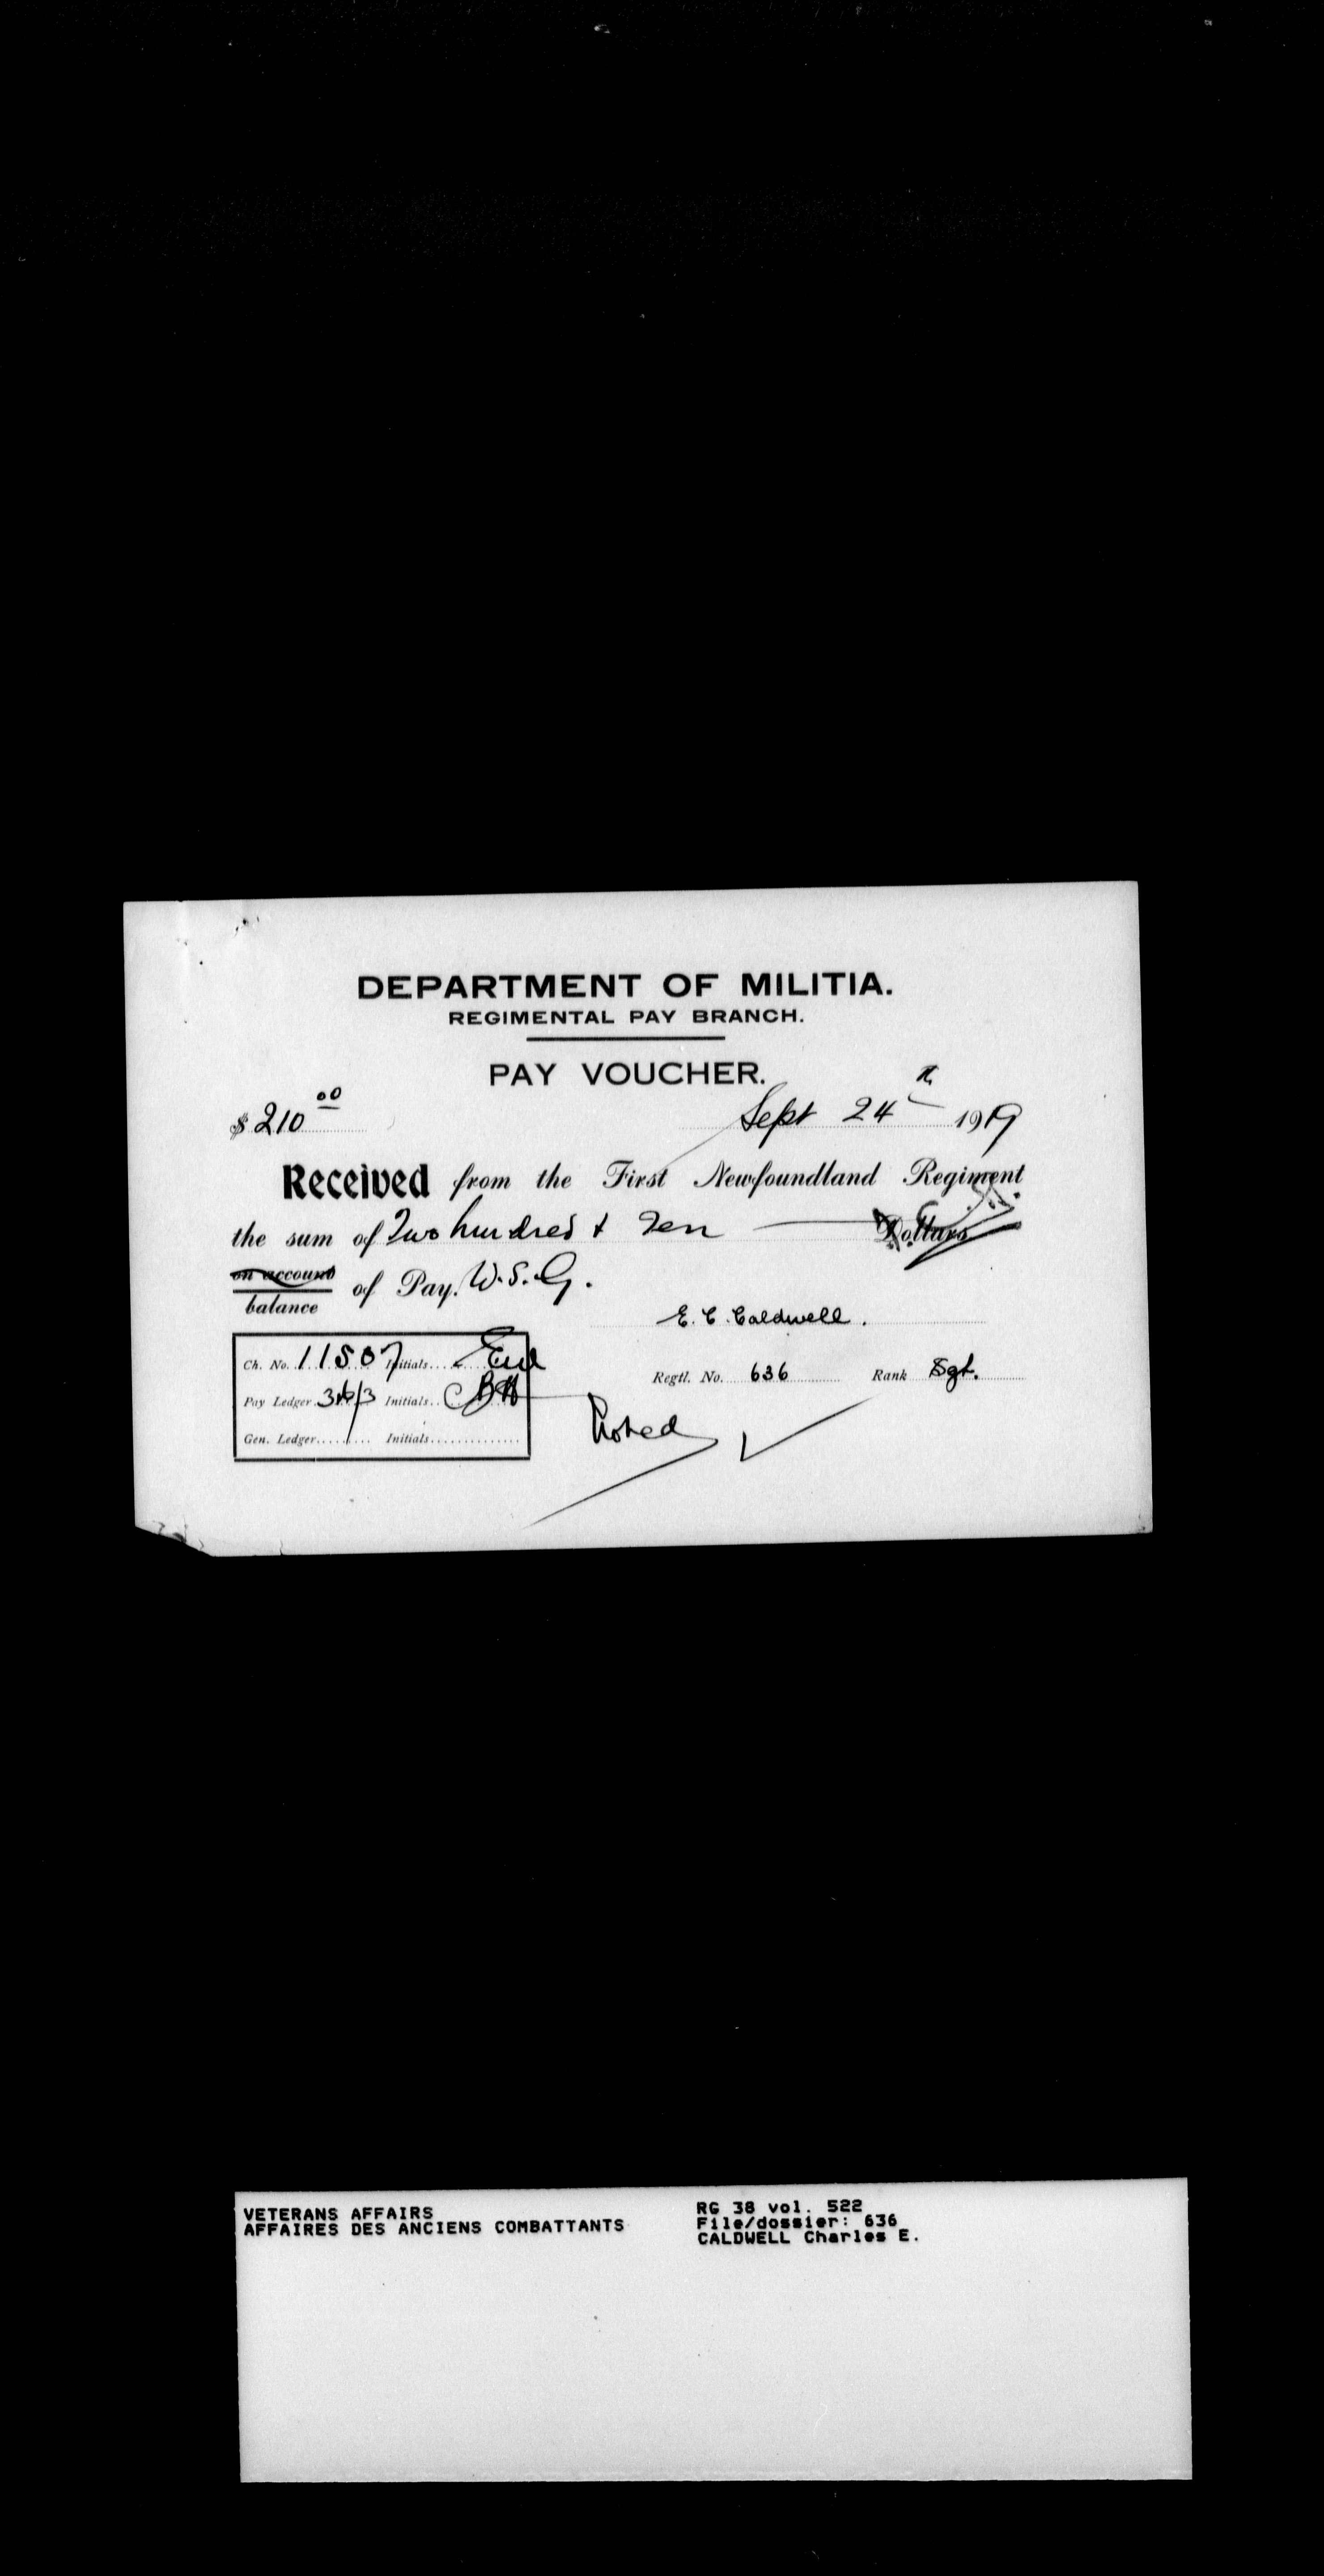 DEPARTMENT OF MILITIA.
REGIMENTAL PAY BRANCH.
PAY VOUCHER.
$ 210 00 Sept 24th 1919
Received from the First Newfoundland Regiment
the sum of Two hundred & Ten Dollars
on account
balance of Pay. W.S.G.
E. C. Caldwell.
Ch. No. 11507 Initials
Regtl. No. 636 Rank Sgt.
Pay Ledger Initials
Noted
Gen. Ledger Initials
VETERANS AFFAIRS RG 38 vol. 522
AFFAIRES DES ANCIENS COMBATTANTS File/dossier: 636
CALDWELL Charles E.